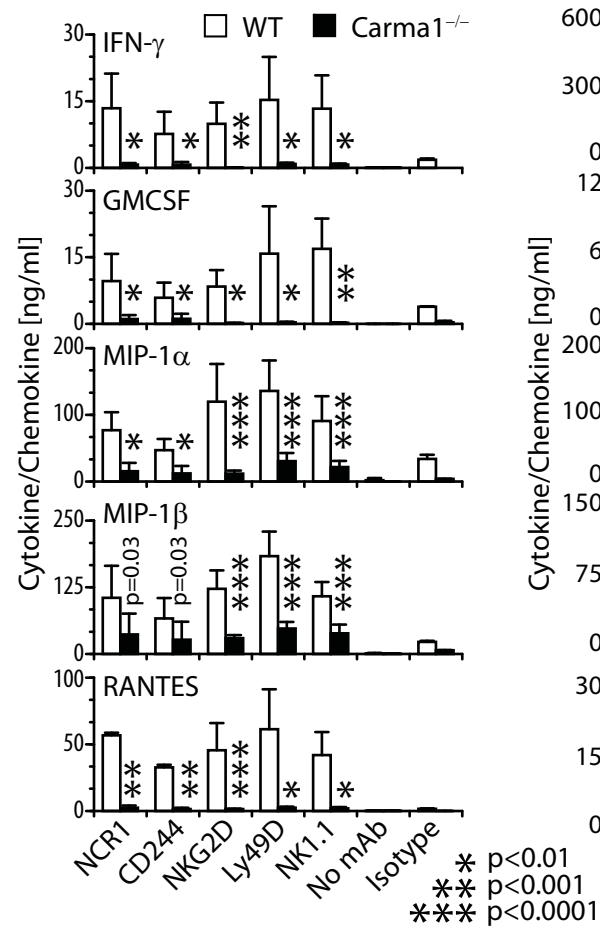 WT Carma1⁻/⁻
Cytokine/Chemokine [ng/ml]
IFN-γ
30
15
0
* * ** * *
GMCSF
30
15
0
* * * * **
MIP-1α
200
100
0
* * *** *** ***
MIP-1β
250
125
0
p=0.03 p=0.03 *** *** ***
RANTES
100
50
0
** ** *** * *
NCR1 CD244 NKG2D Ly49D NK1.1 No mAb Isotype
* p<0.01
** p<0.001
*** p<0.0001
Cytokine/Chemokine [ng/ml]
600
300
0
12
6
0
200
100
0
150
75
0
30
15
0